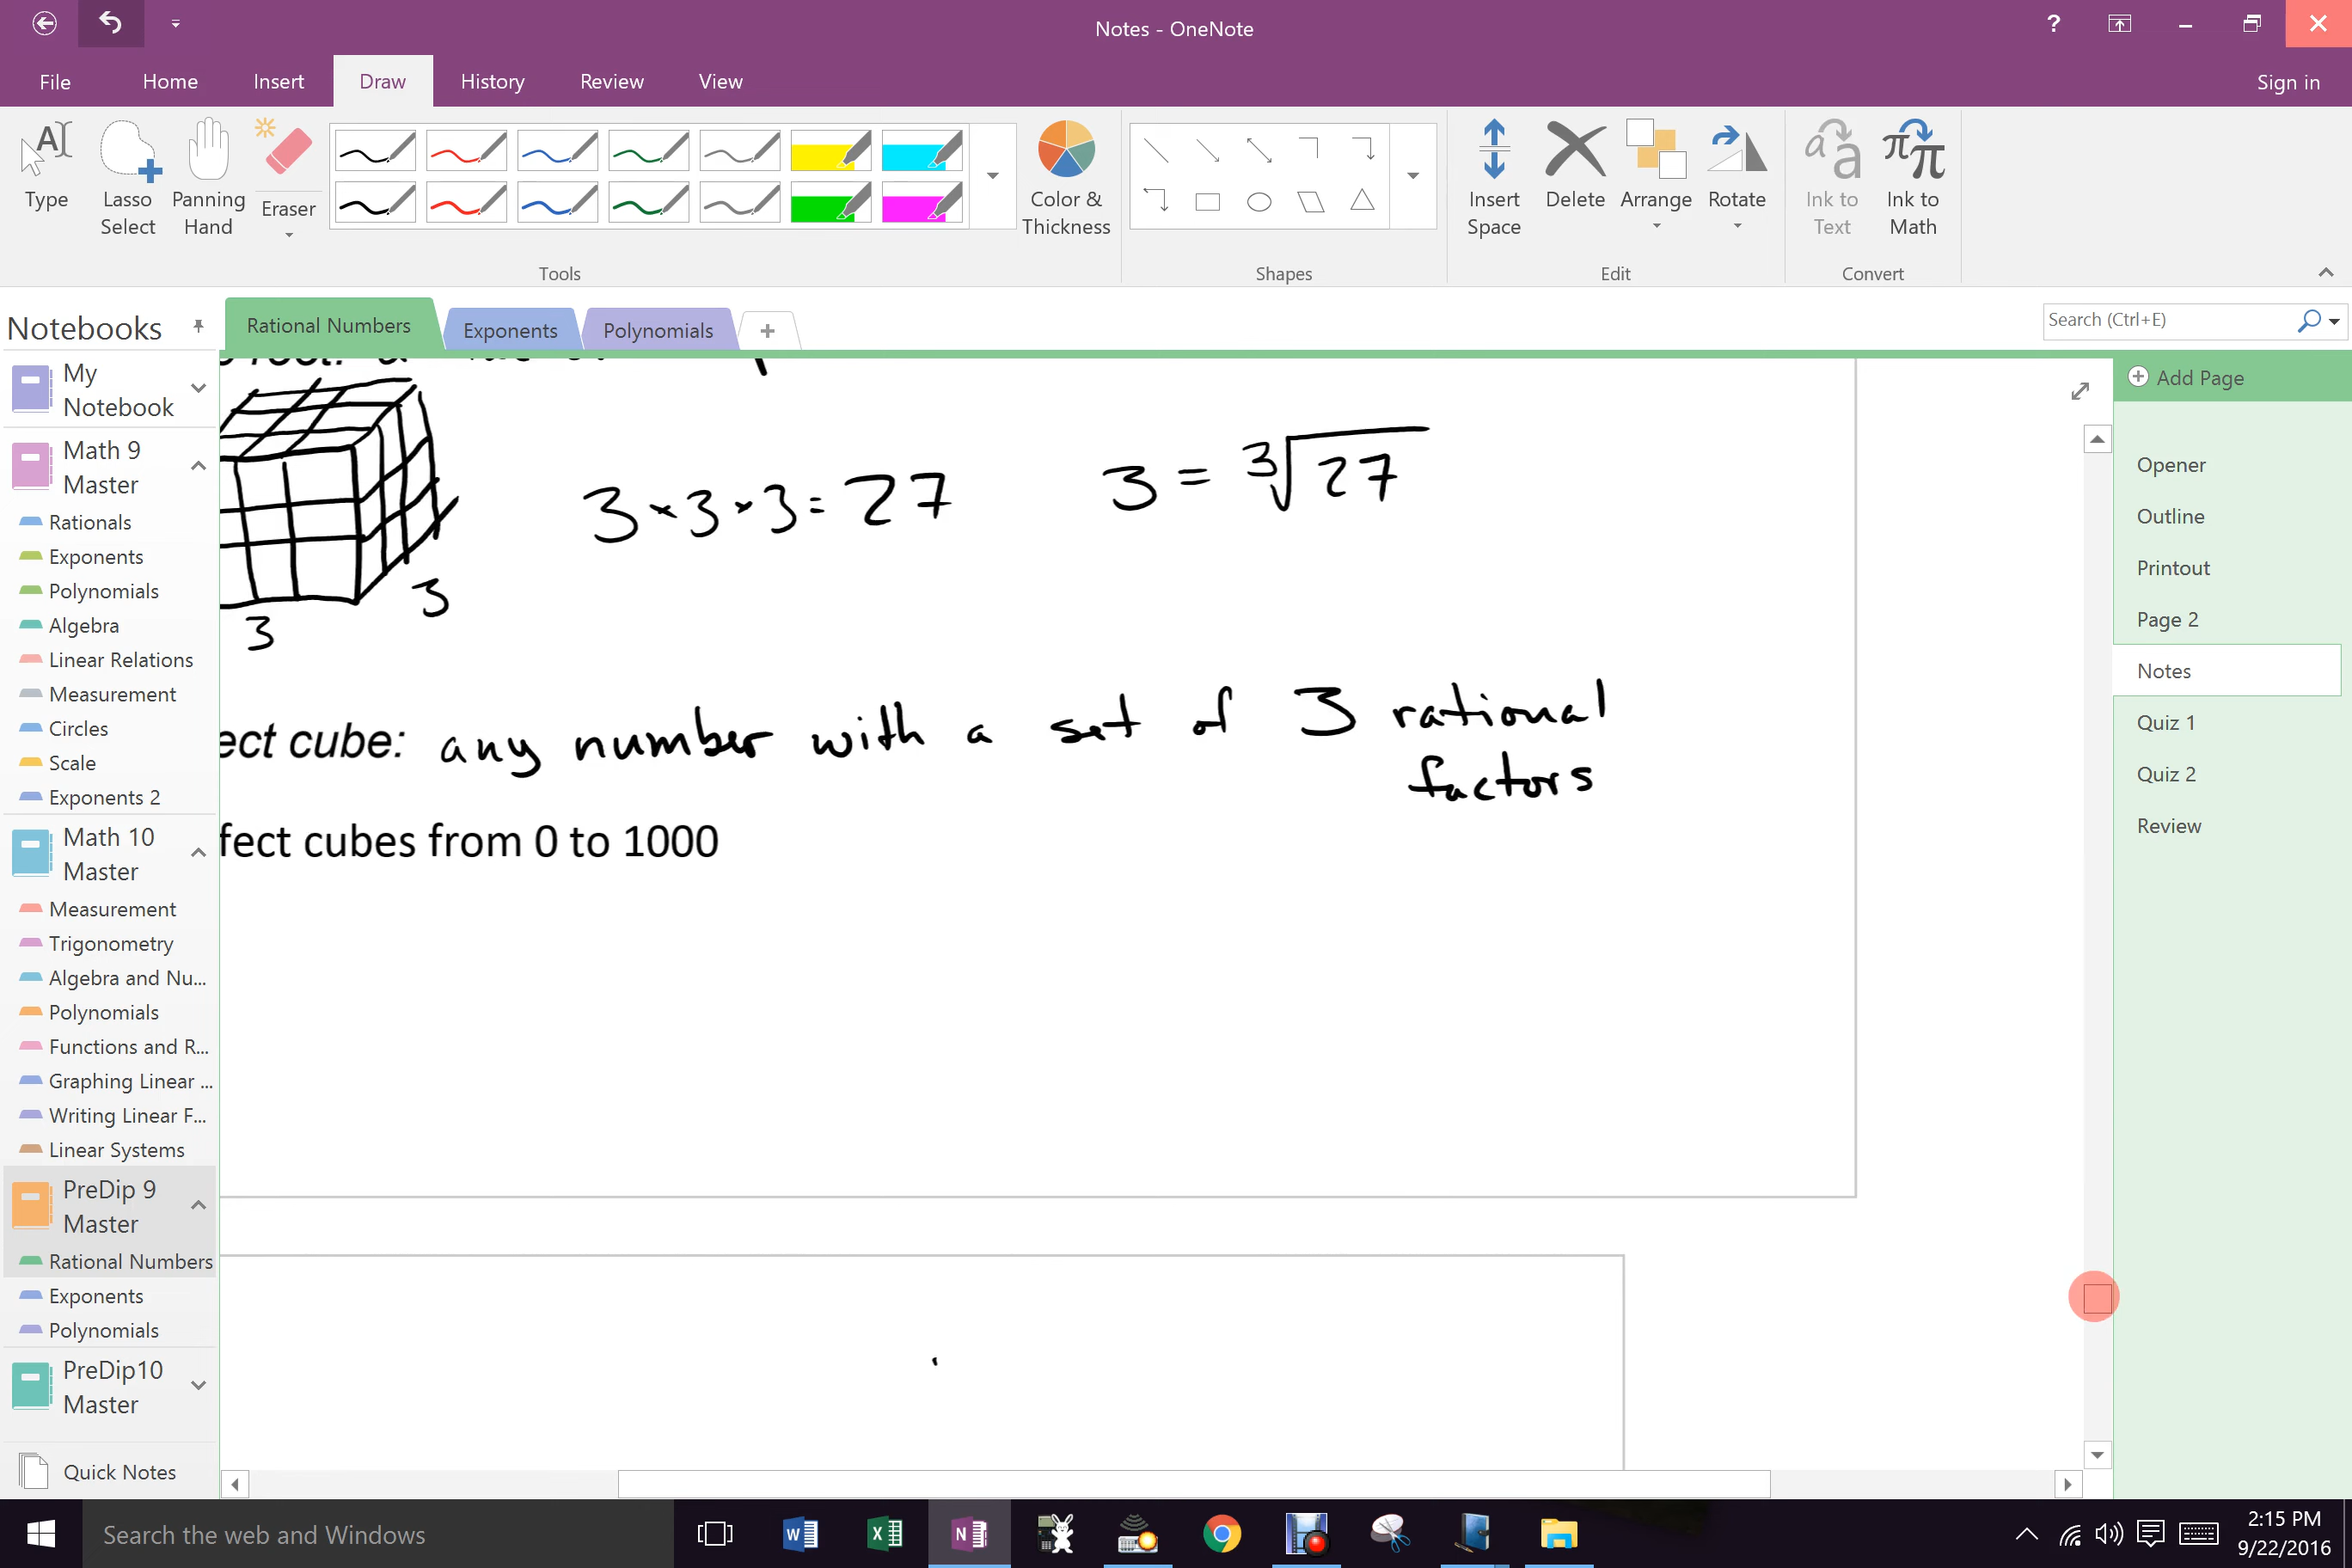 Notes - OneNote
?
File Home Insert Draw History Review View Sign in
Type
Lasso Select
Panning Hand
Eraser
Color & Thickness
Insert Space
Delete
Arrange
Rotate
Ink to Text
Ink to Math
Tools Shapes Edit Convert
Notebooks
Rational Numbers Exponents Polynomials +
Search (Ctrl+E)
My Notebook
Math 9 Master
Rationals
Exponents
Polynomials
Algebra
Linear Relations
Measurement
Circles
Scale
Exponents 2
Math 10 Master
Measurement
Trigonometry
Algebra and Nu...
Polynomials
Functions and R...
Graphing Linear ...
Writing Linear F...
Linear Systems
PreDip 9 Master
Rational Numbers
Exponents
Polynomials
PreDip10 Master
Quick Notes
3
3
3 × 3 × 3 = 27
3 = ∛27
ect cube: any number with a set of 3 rational
factors
fect cubes from 0 to 1000
Add Page
Opener
Outline
Printout
Page 2
Notes
Quiz 1
Quiz 2
Review
Search the web and Windows
2:15 PM
9/22/2016